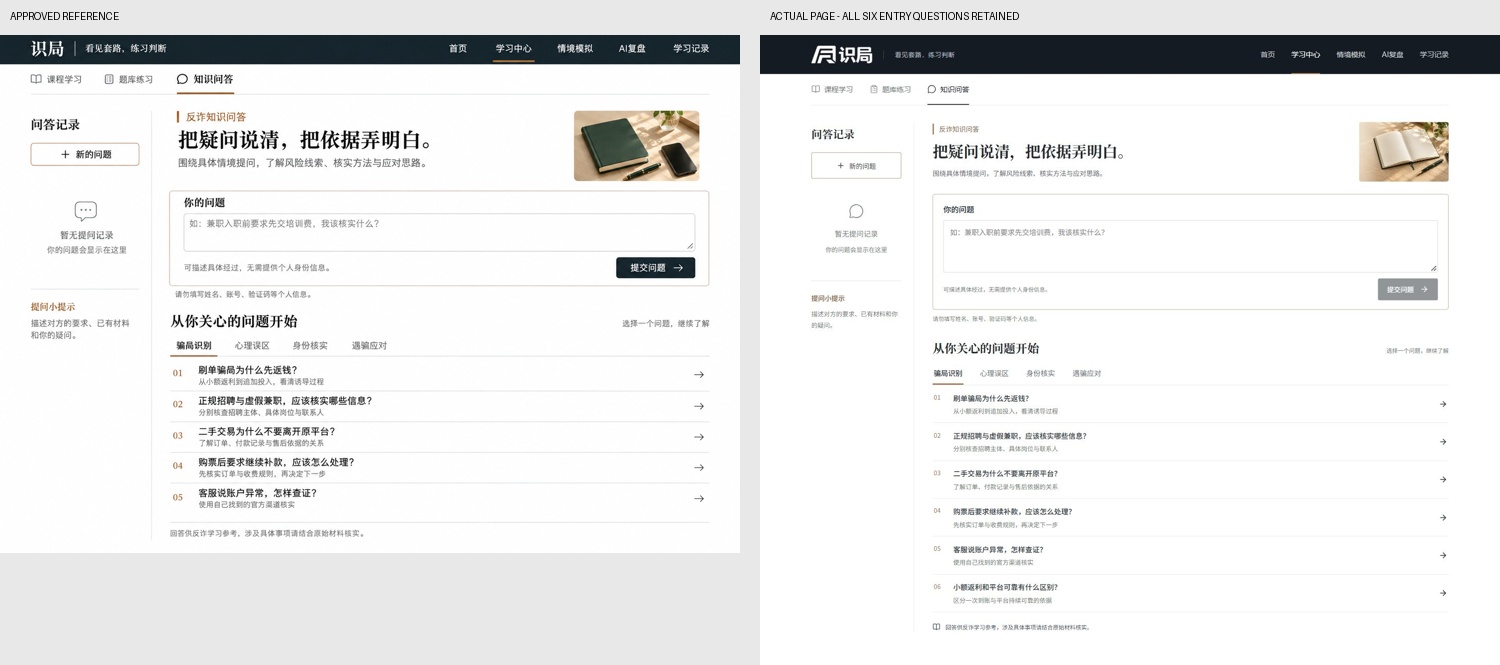 APPROVED REFERENCE
识局
看见套路，练习判断
首页
学习中心
情境模拟
AI复盘
学习记录
课程学习
题库练习
知识问答
问答记录
＋ 新的问题
暂无提问记录
你的问题会显示在这里
提问小提示
描述对方的要求、已有材料
和你的疑问。
反诈知识问答
把疑问说清，把依据弄明白。
围绕具体情境提问，了解风险线索、核实方法与应对思路。
你的问题
如：兼职入职前要求先交培训费，我该核实什么？
可描述具体经过，无需提供个人身份信息。
提交问题 →
请勿填写姓名、账号、验证码等个人信息。
从你关心的问题开始
选择一个问题，继续了解
骗局识别
心理误区
身份核实
遇骗应对
01 刷单骗局为什么先返钱？
从小额返利到追加投入，看清诱导过程
02 正规招聘与虚假兼职，应该核实哪些信息？
分别核查招聘主体、具体岗位与联系人
03 二手交易为什么不要离开原平台？
了解订单、付款记录与售后依据的关系
04 购票后要求继续补款，应该怎么处理？
先核实订单与收费规则，再决定下一步
05 客服说账户异常，怎样查证？
使用自己找到的官方渠道核实
回答供反诈学习参考，涉及具体事项请结合原始材料核实。
ACTUAL PAGE - ALL SIX ENTRY QUESTIONS RETAINED
识局
看见套路，练习判断
首页
学习中心
情境模拟
AI复盘
学习记录
课程学习
题库练习
知识问答
问答记录
＋ 新的问题
暂无提问记录
你的问题会显示在这里
提问小提示
描述对方的要求、已有材料和你
的疑问。
反诈知识问答
把疑问说清，把依据弄明白。
围绕具体情境提问，了解风险线索、核实方法与应对思路。
你的问题
如：兼职入职前要求先交培训费，我该核实什么？
可描述具体经过，无需提供个人身份信息。
提交问题 →
请勿填写姓名、账号、验证码等个人信息。
从你关心的问题开始
选择一个问题，继续了解
骗局识别
心理误区
身份核实
遇骗应对
01 刷单骗局为什么先返钱？
从小额返利到追加投入，看清诱导过程
02 正规招聘与虚假兼职，应该核实哪些信息？
分别核查招聘主体、具体岗位与联系人
03 二手交易为什么不要离开原平台？
了解订单、付款记录与售后依据的关系
04 购票后要求继续补款，应该怎么处理？
先核实订单与收费规则，再决定下一步
05 客服说账户异常，怎样查证？
使用自己找到的官方渠道核实
06 小额返利和平台可靠有什么区别？
区分一次到账与平台持续可靠的依据
回答供反诈学习参考，涉及具体事项请结合原始材料核实。